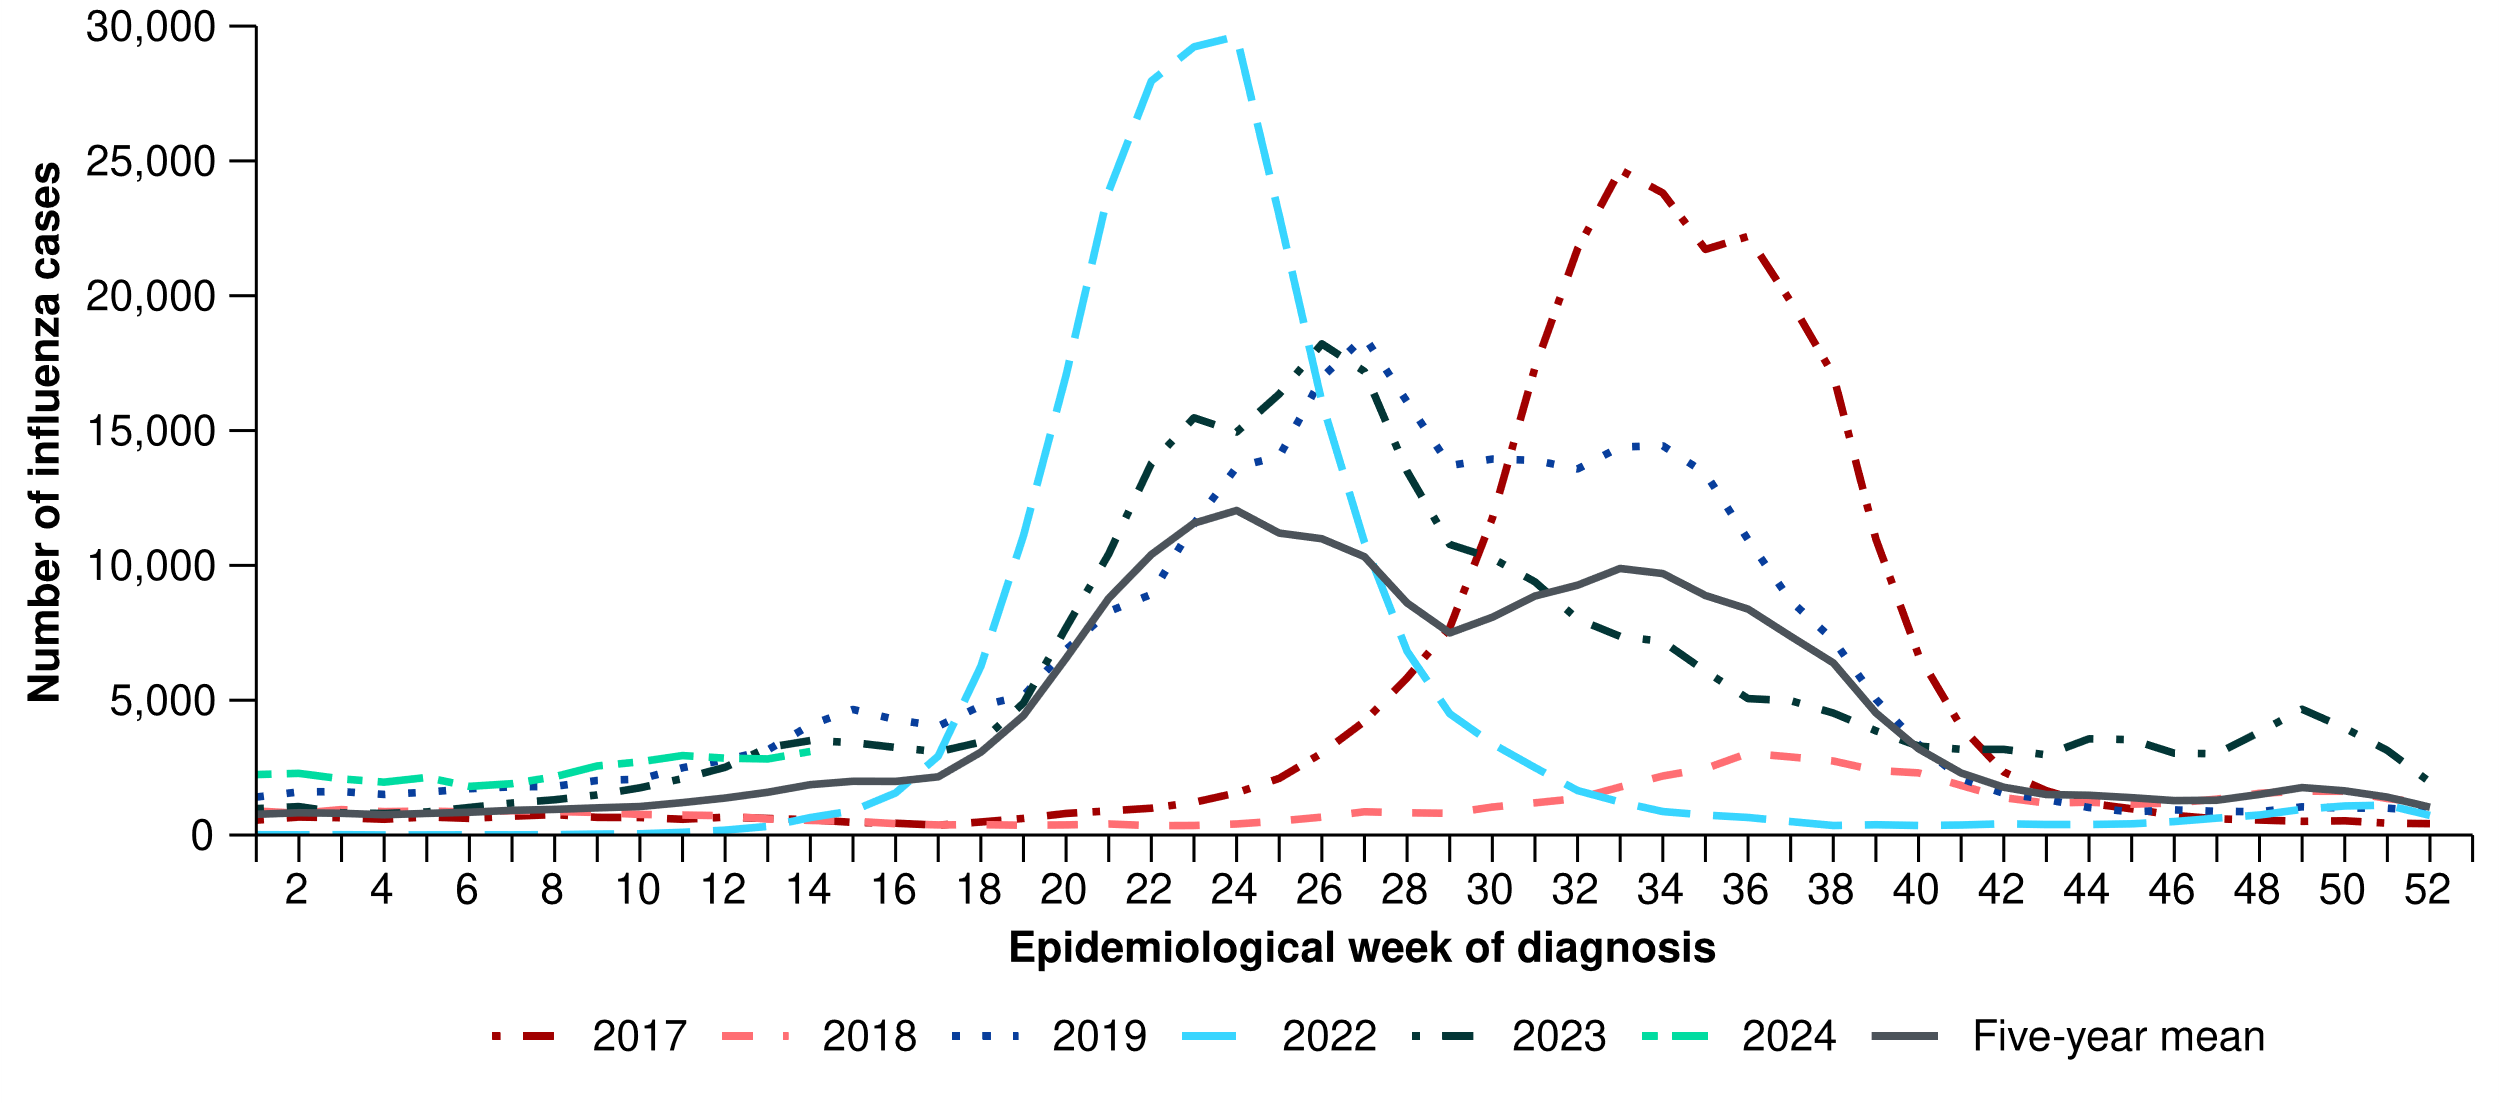 30,000
25,000
20,000
15,000
10,000
5,000
0
Number of influenza cases
2 4 6 8 10 12 14 16 18 20 22 24 26 28 30 32 34 36 38 40 42 44 46 48 50 52
Epidemiological week of diagnosis
2017 2018 2019 2022 2023 2024 Five-year mean